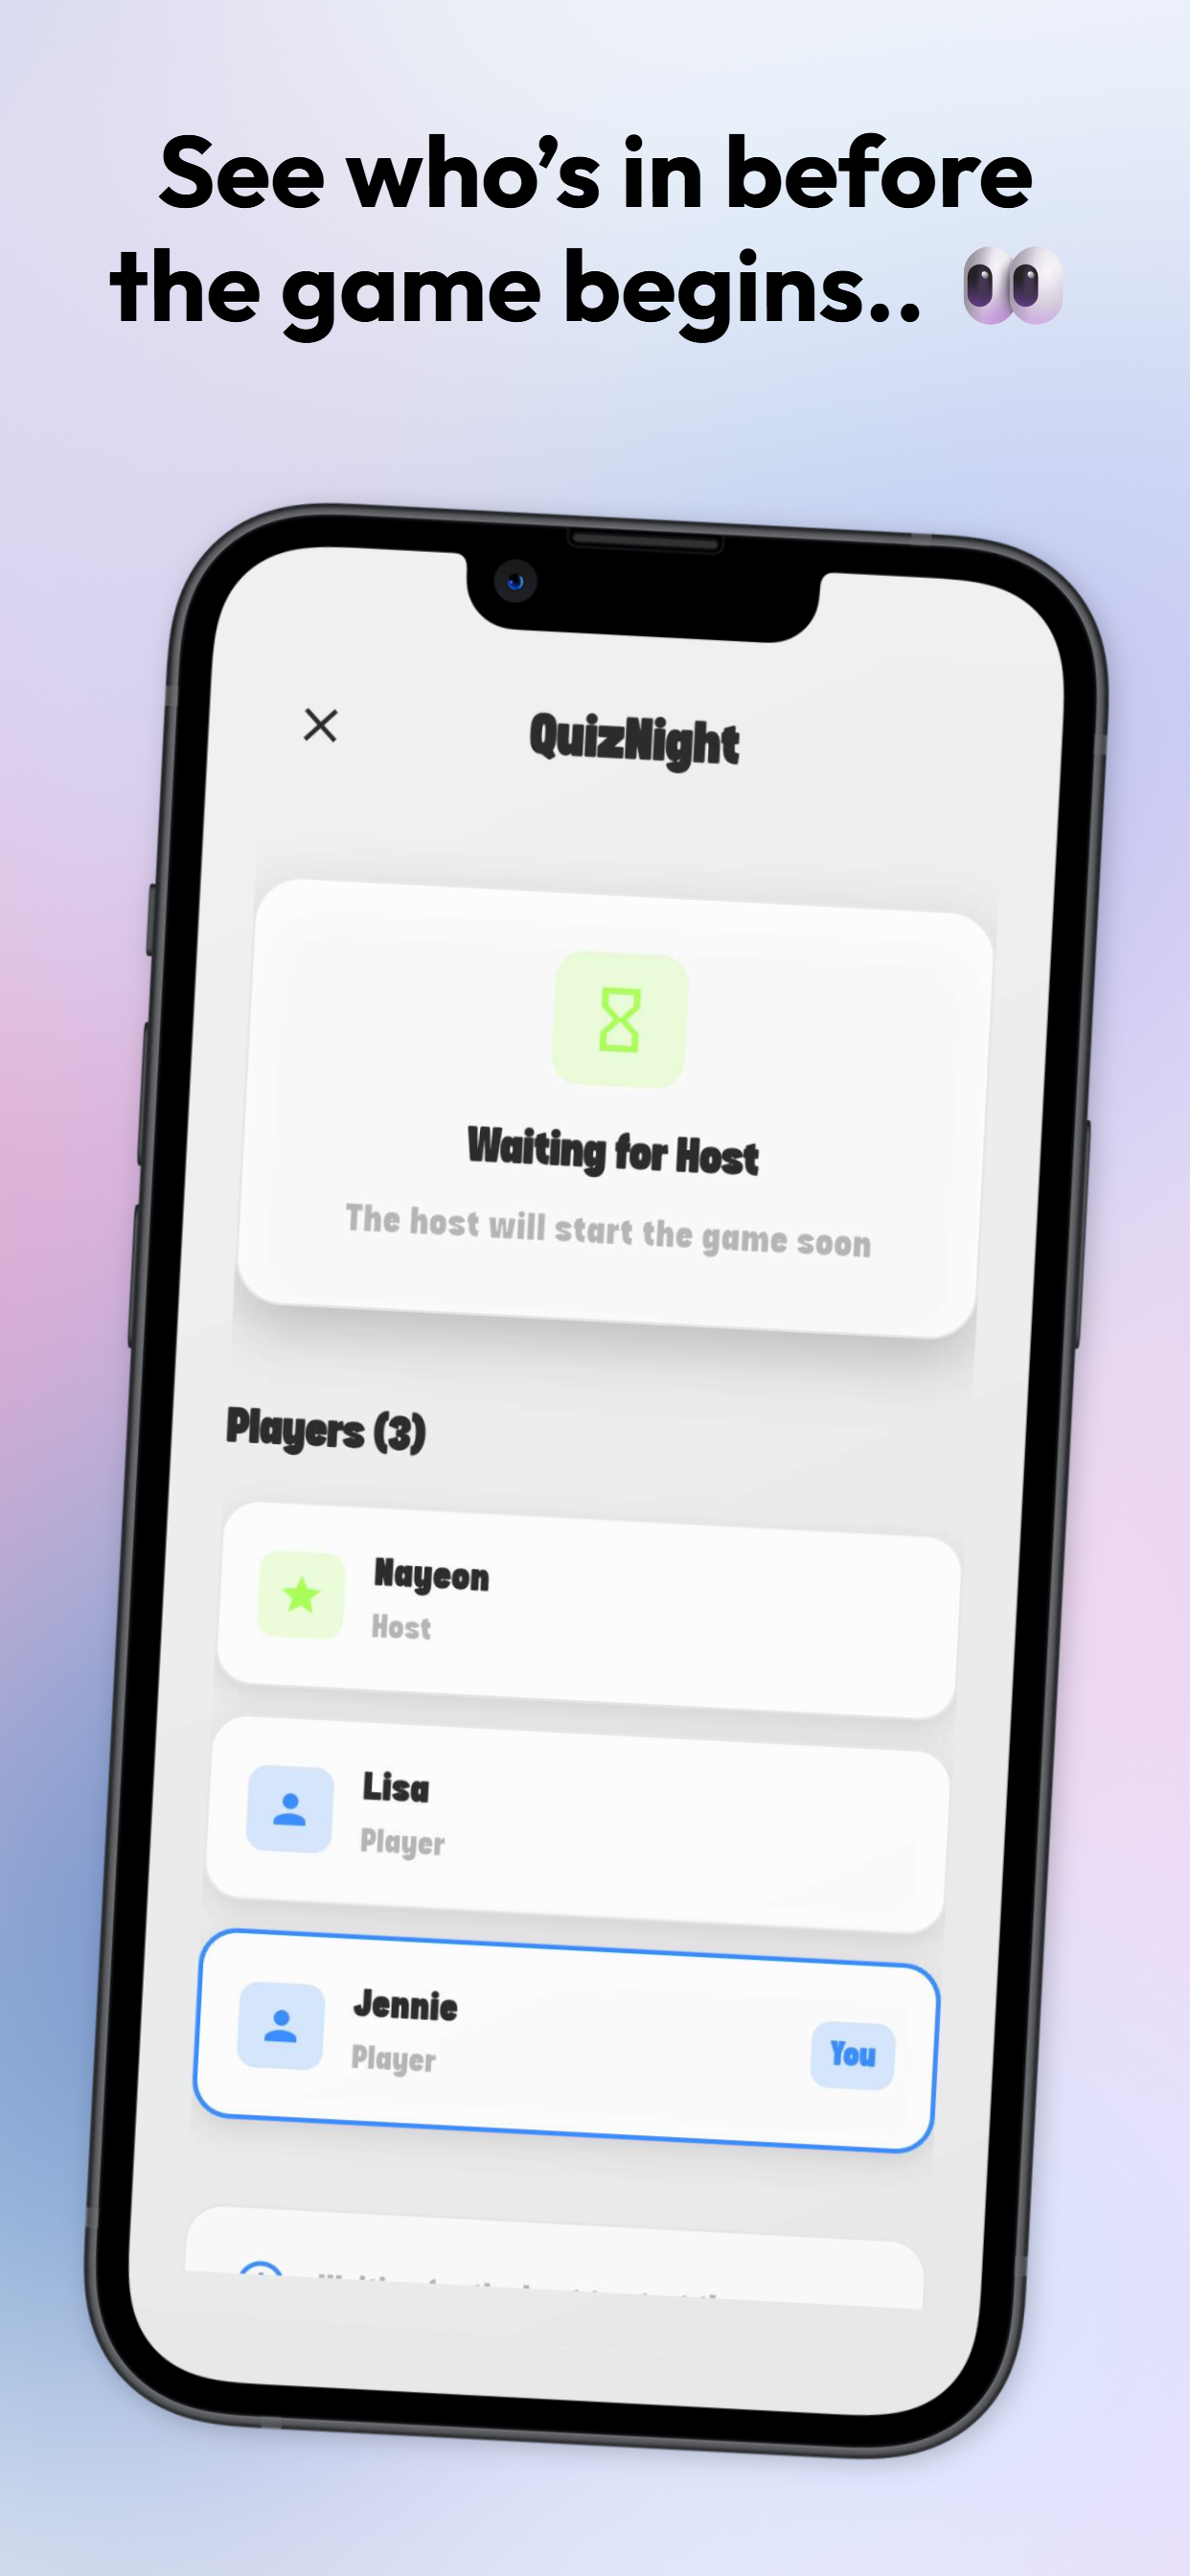 See who’s in before
the game begins.. 👀
QuizNight
Waiting for Host
The host will start the game soon
Players (3)
Nayeon
Host
Lisa
Player
Jennie
Player
You